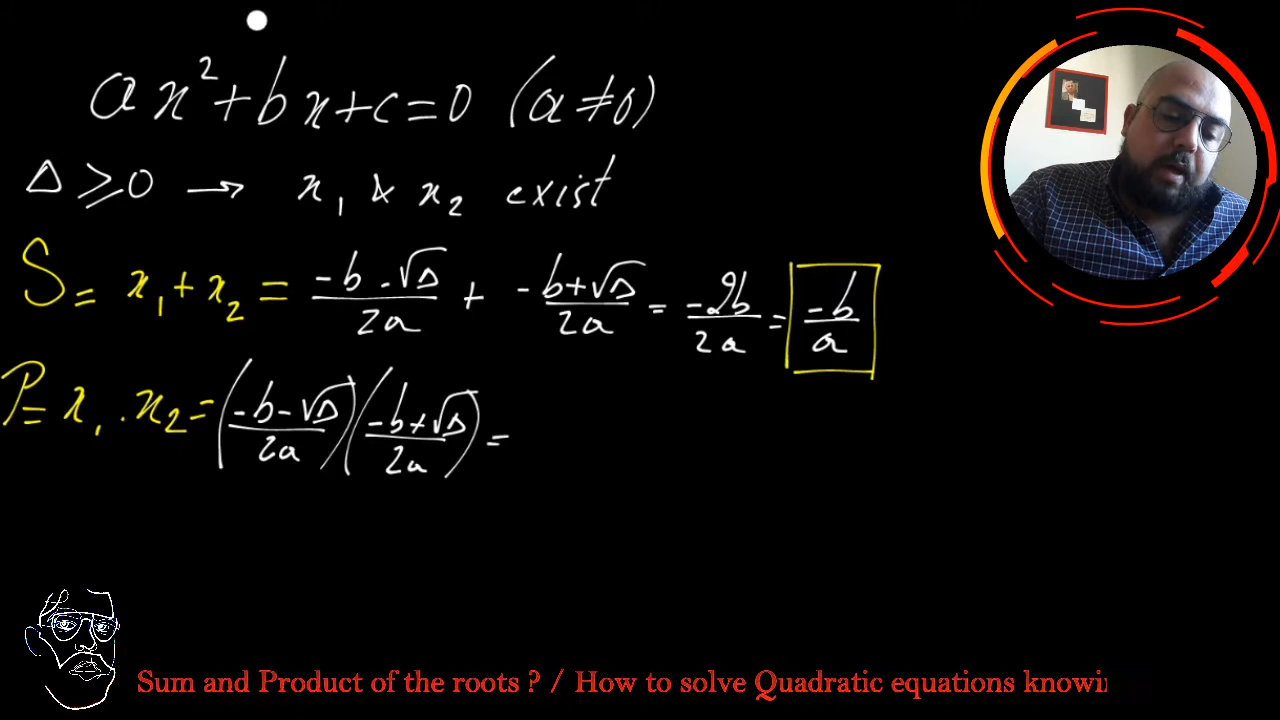 ax²+bx+c=0 (a≠0)
Δ⩾0 → x₁ & x₂ exist
S = x₁+x₂ = (-b-√Δ)/2a + (-b+√Δ)/2a = -2b/2a = -b/a
P= x₁ . x₂ = ((-b-√Δ)/2a)((-b+√Δ)/2a) =
Sum and Product of the roots ? / How to solve Quadratic equations knowi